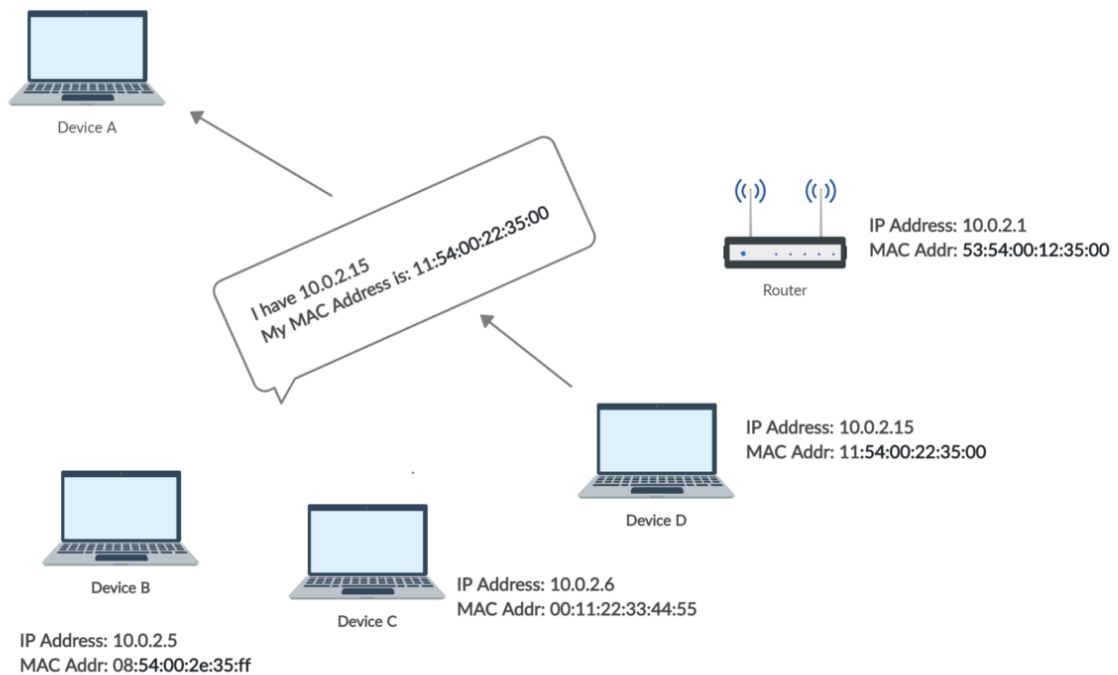 Device A
I have 10.0.2.15
My MAC Address is: 11:54:00:22:35:00
IP Address: 10.0.2.1
MAC Addr: 53:54:00:12:35:00
Router
IP Address: 10.0.2.15
MAC Addr: 11:54:00:22:35:00
Device D
Device B
IP Address: 10.0.2.5
MAC Addr: 08:54:00:2e:35:ff
Device C
IP Address: 10.0.2.6
MAC Addr: 00:11:22:33:44:55